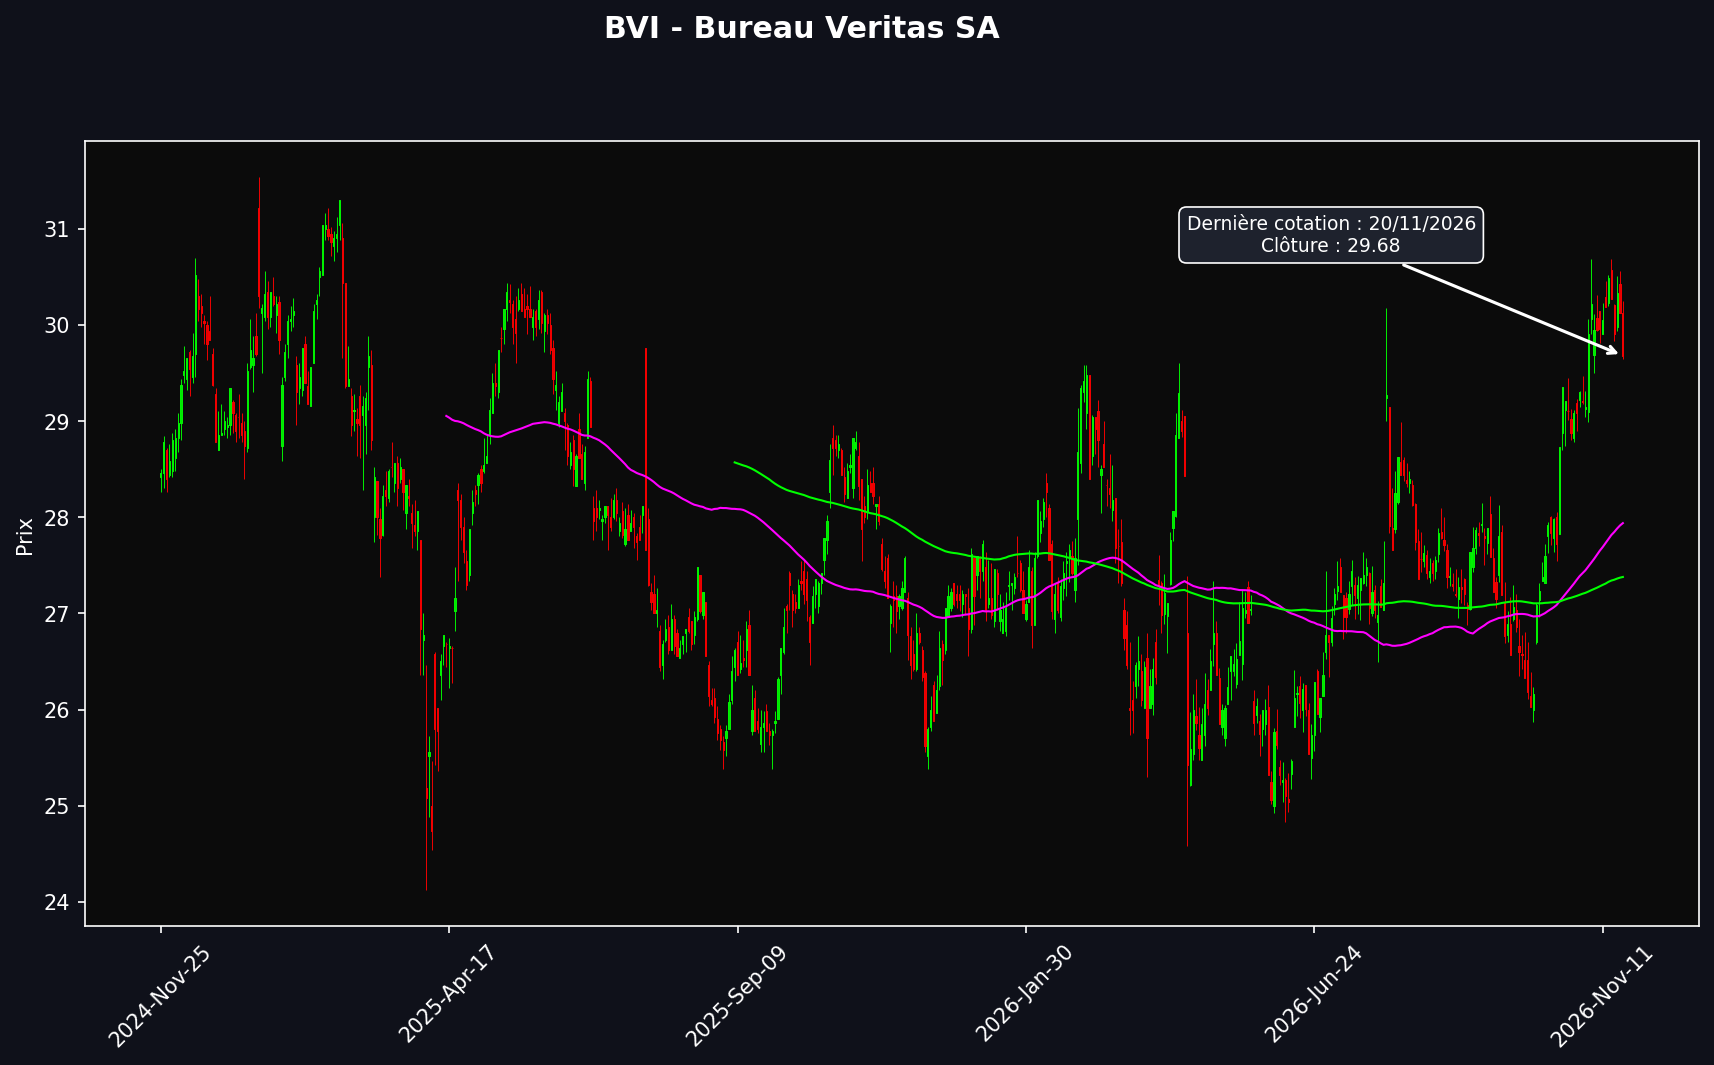 BVI - Bureau Veritas SA
Dernière cotation : 20/11/2026
Clôture : 29.68
Prix
31
30
29
28
27
26
25
24
2024-Nov-25
2025-Apr-17
2025-Sep-09
2026-Jan-30
2026-Jun-24
2026-Nov-11